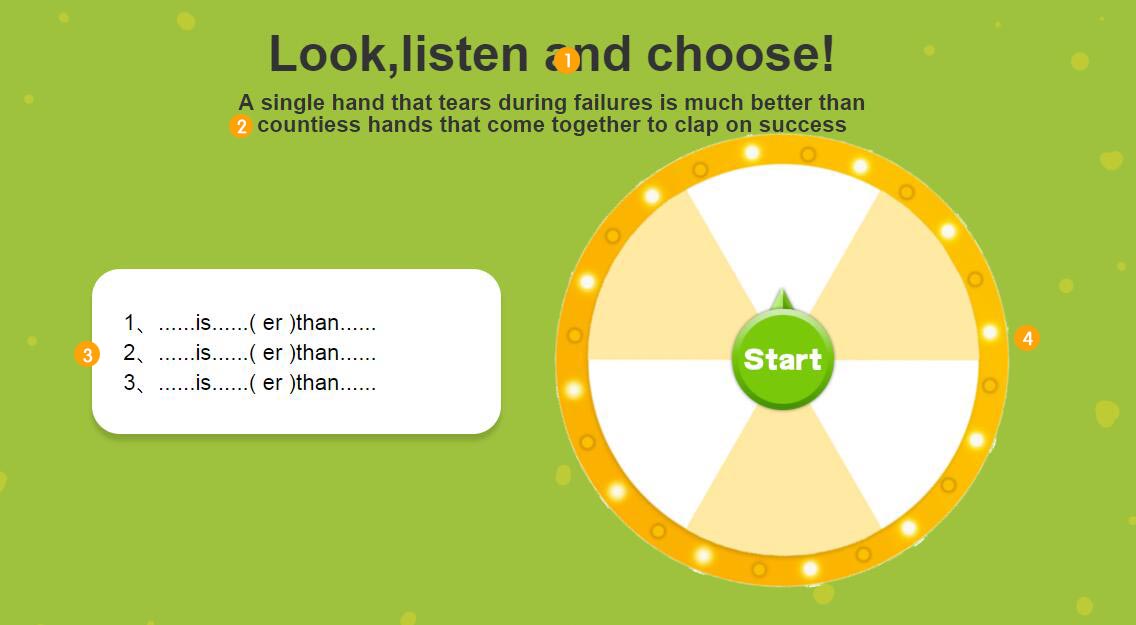 Look,listen and choose!
1
A single hand that tears during failures is much better than
2 countiess hands that come together to clap on success
1、......is......( er )than......
3
2、......is......( er )than......
3、......is......( er )than......
Start
4